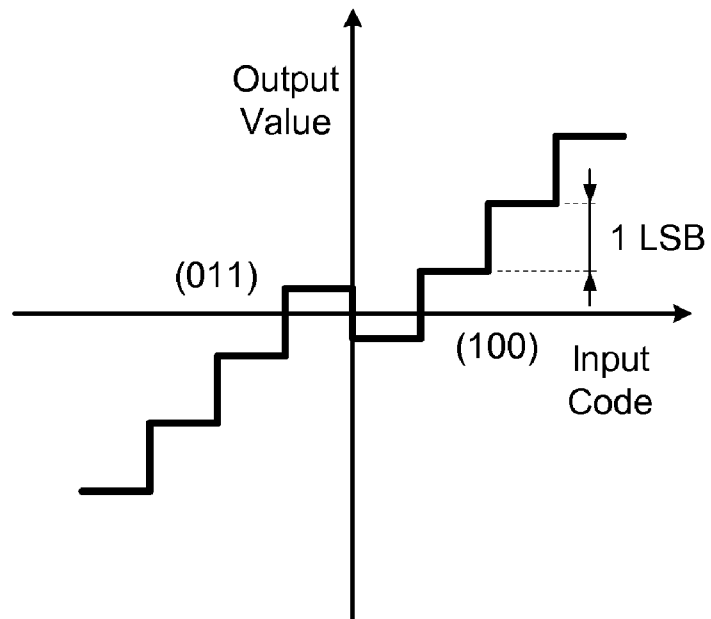 Output
Value
(011)
1 LSB
(100)
Input
Code